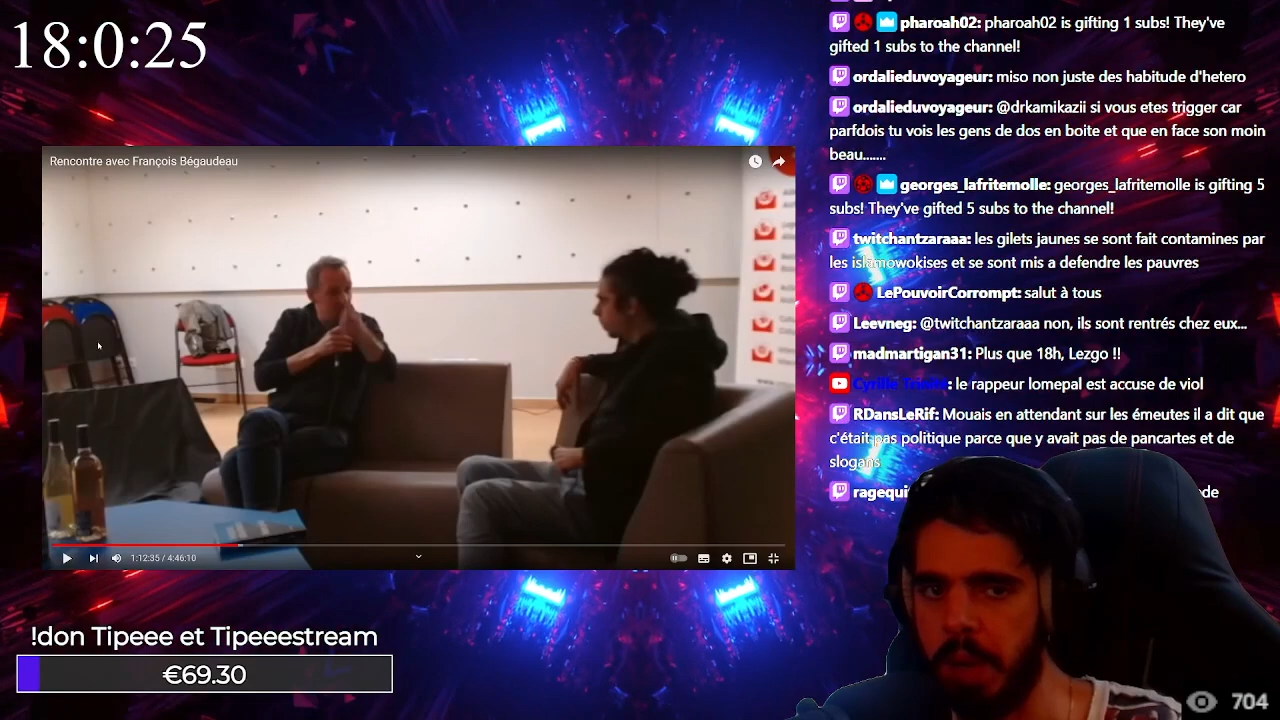 18:0:25
Rencontre avec François Bégaudeau
1:12:35 / 4:46:10
!don Tipeee et Tipeeestream
€69.30
pharoah02: pharoah02 is gifting 1 subs! They've
gifted 1 subs to the channel!
ordalieduvoyageur: miso non juste des habitude d'hetero
ordalieduvoyageur: @drkamikazii si vous etes trigger car
parfdois tu vois les gens de dos en boite et que en face son moin
beau.......
georges_lafritemolle: georges_lafritemolle is gifting 5
subs! They've gifted 5 subs to the channel!
twitchantzaraaa: les gilets jaunes se sont fait contamines par
les islamowokises et se sont mis a defendre les pauvres
LePouvoirCorrompt: salut à tous
Leevneg: @twitchantzaraaa non, ils sont rentrés chez eux...
madmartigan31: Plus que 18h, Lezgo !!
Cyrille : le rappeur lomepal est accuse de viol
RDansLeRif: Mouais en attendant sur les émeutes il a dit que
c'était pas politique parce que y avait pas de pancartes et de
slogans
704